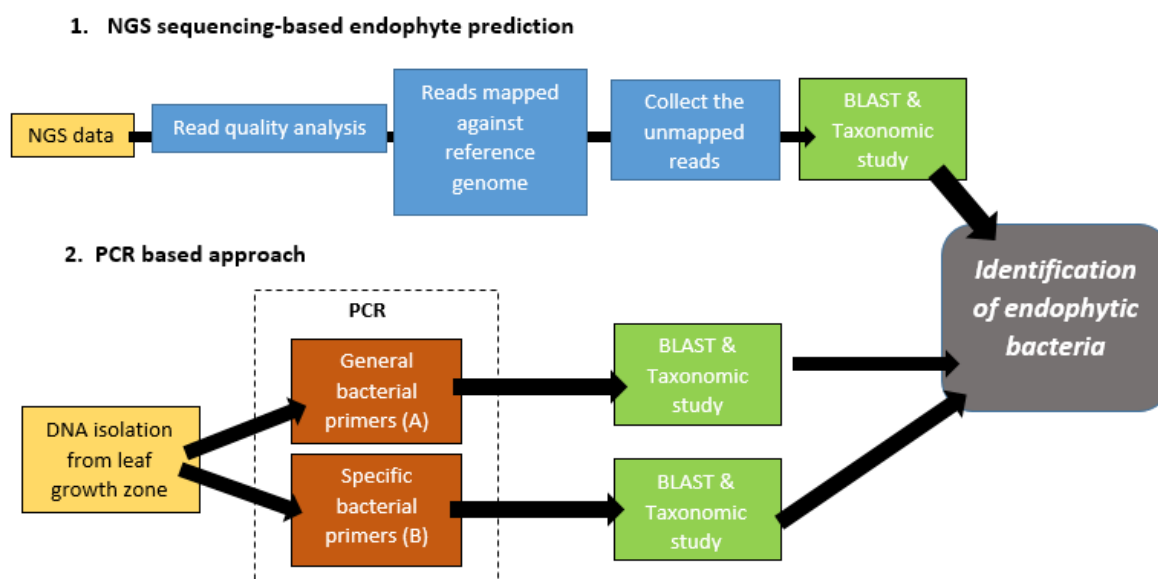 1. NGS sequencing-based endophyte prediction
NGS data
Read quality analysis
Reads mapped
against
reference
genome
Collect the
unmapped
reads
BLAST &
Taxonomic
study
2. PCR based approach
PCR
DNA isolation
from leaf
growth zone
General
bacterial
primers (A)
BLAST &
Taxonomic
study
Specific
bacterial
primers (B)
BLAST &
Taxonomic
study
Identification
of endophytic
bacteria